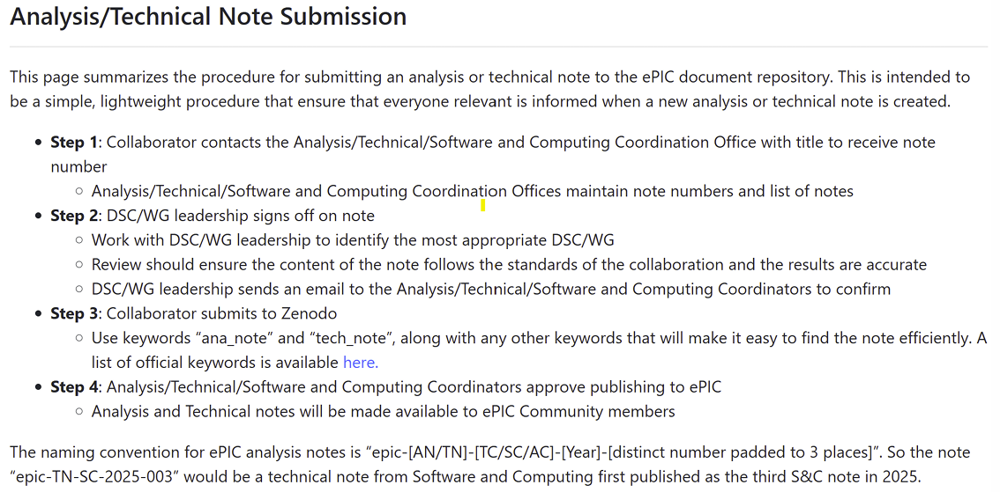 Analysis/Technical Note Submission
This page summarizes the procedure for submitting an analysis or technical note to the ePIC document repository. This is intended to
be a simple, lightweight procedure that ensure that everyone relevant is informed when a new analysis or technical note is created.
• Step 1: Collaborator contacts the Analysis/Technical/Software and Computing Coordination Office with title to receive note
number
○ Analysis/Technical/Software and Computing Coordination Offices maintain note numbers and list of notes
• Step 2: DSC/WG leadership signs off on note
○ Work with DSC/WG leadership to identify the most appropriate DSC/WG
○ Review should ensure the content of the note follows the standards of the collaboration and the results are accurate
○ DSC/WG leadership sends an email to the Analysis/Technical/Software and Computing Coordinators to confirm
• Step 3: Collaborator submits to Zenodo
○ Use keywords “ana_note” and “tech_note”, along with any other keywords that will make it easy to find the note efficiently. A
list of official keywords is available here.
• Step 4: Analysis/Technical/Software and Computing Coordinators approve publishing to ePIC
○ Analysis and Technical notes will be made available to ePIC Community members
The naming convention for ePIC analysis notes is “epic-[AN/TN]-[TC/SC/AC]-[Year]-[distinct number padded to 3 places]”. So the note
“epic-TN-SC-2025-003” would be a technical note from Software and Computing first published as the third S&C note in 2025.